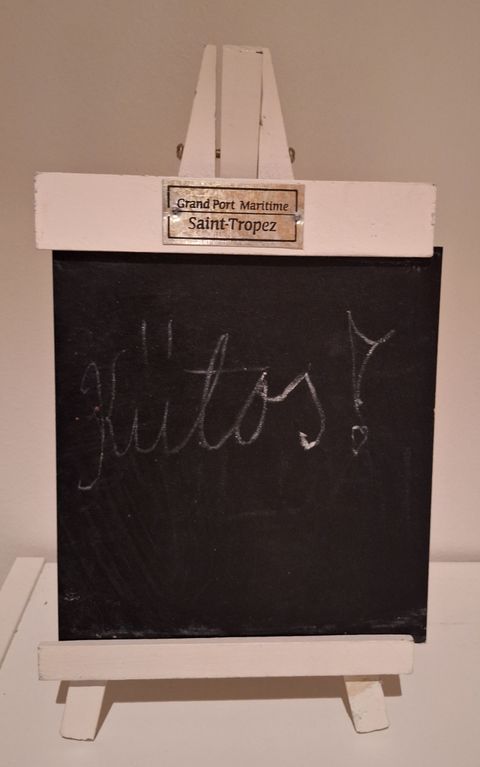 Grand Port Maritime
Saint-Tropez
Kiitos!